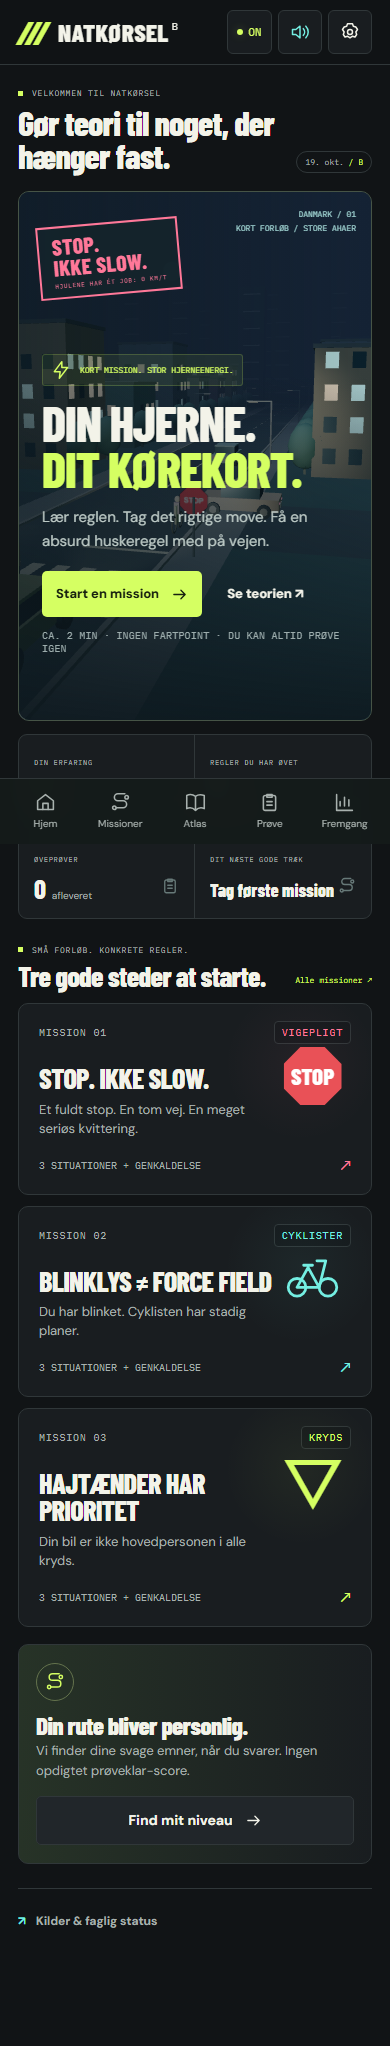 NATKØRSEL B
ON
VELKOMMEN TIL NATKØRSEL
Gør teori til noget, der
hænger fast.
19. okt. / B
DANMARK / 01
KORT FORLØB / STORE AHAER
STOP.
IKKE SLOW.
HJULENE HAR ÉT JOB: 0 KM/T
KORT MISSION. STOR HJERNEENERGI.
DIN HJERNE.
DIT KØREKORT.
STOP
Lær reglen. Tag det rigtige move. Få en
absurd huskeregel med på vejen.
Start en mission →
Se teorien ↗
CA. 2 MIN · INGEN FARTPOINT · DU KAN ALTID PRØVE
IGEN
DIN ERFARING
REGLER DU HAR ØVET
Hjem
Missioner
Atlas
Prøve
Fremgang
ØVEPRØVER
0 afleveret
DIT NÆSTE GODE TRÆK
Tag første mission
SMÅ FORLØB. KONKRETE REGLER.
Tre gode steder at starte.
Alle missioner ↗
MISSION 01
VIGEPLIGT
STOP. IKKE SLOW.
STOP
Et fuldt stop. En tom vej. En meget
seriøs kvittering.
3 SITUATIONER + GENKALDELSE ↗
MISSION 02
CYKLISTER
BLINKLYS ≠ FORCE FIELD
Du har blinket. Cyklisten har stadig
planer.
3 SITUATIONER + GENKALDELSE ↗
MISSION 03
KRYDS
HAJTÆNDER HAR
PRIORITET
Din bil er ikke hovedpersonen i alle
kryds.
3 SITUATIONER + GENKALDELSE ↗
Din rute bliver personlig.
Vi finder dine svage emner, når du svarer. Ingen
opdigtet prøveklar-score.
Find mit niveau →
Kilder & faglig status